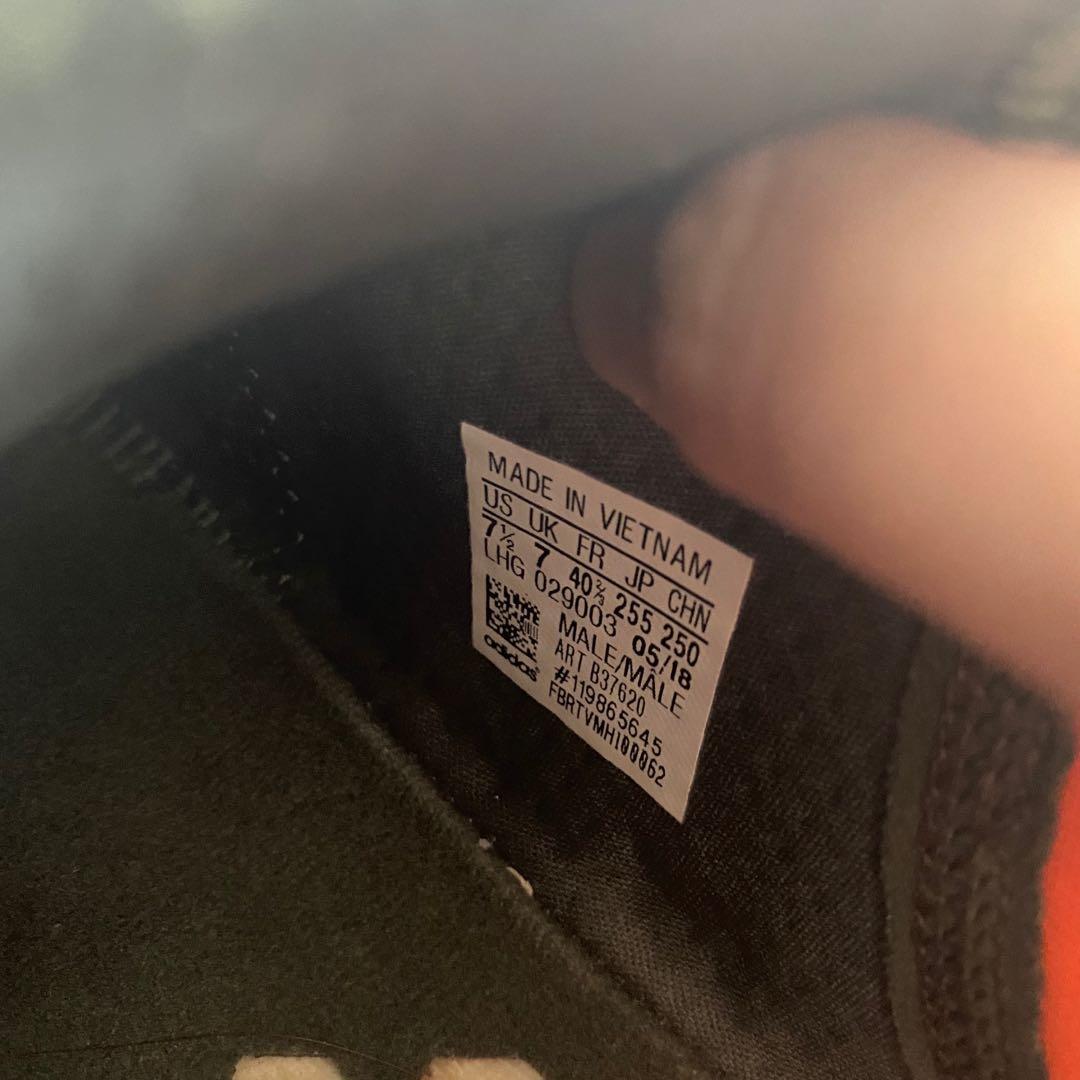 MADE IN VIETNAM
US UK FR JP CHN
7½ 7 40⅔ 255 250
LHG 029003 05/18
MALE/MÂLE
ART B37620
#119865645
FBRTVMH100062
adidas